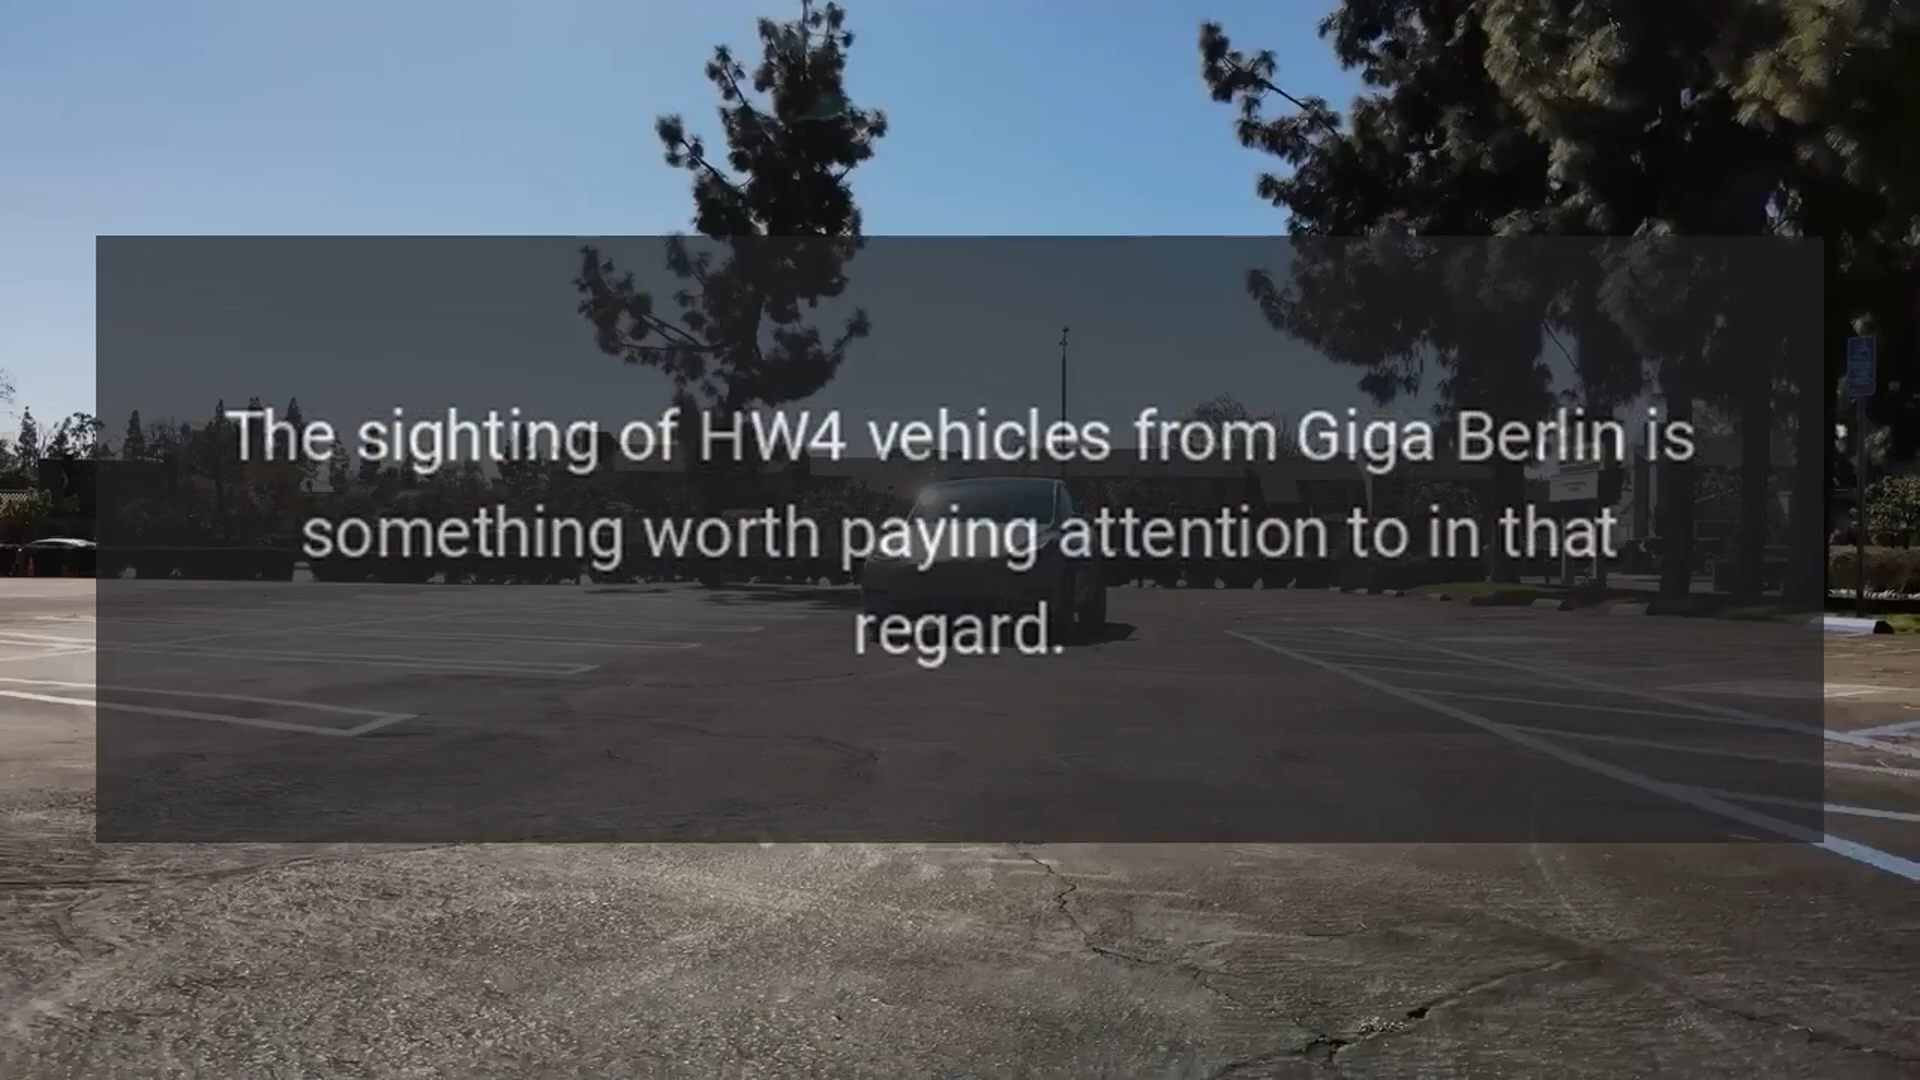 The sighting of HW4 vehicles from Giga Berlin is
something worth paying attention to in that
regard.